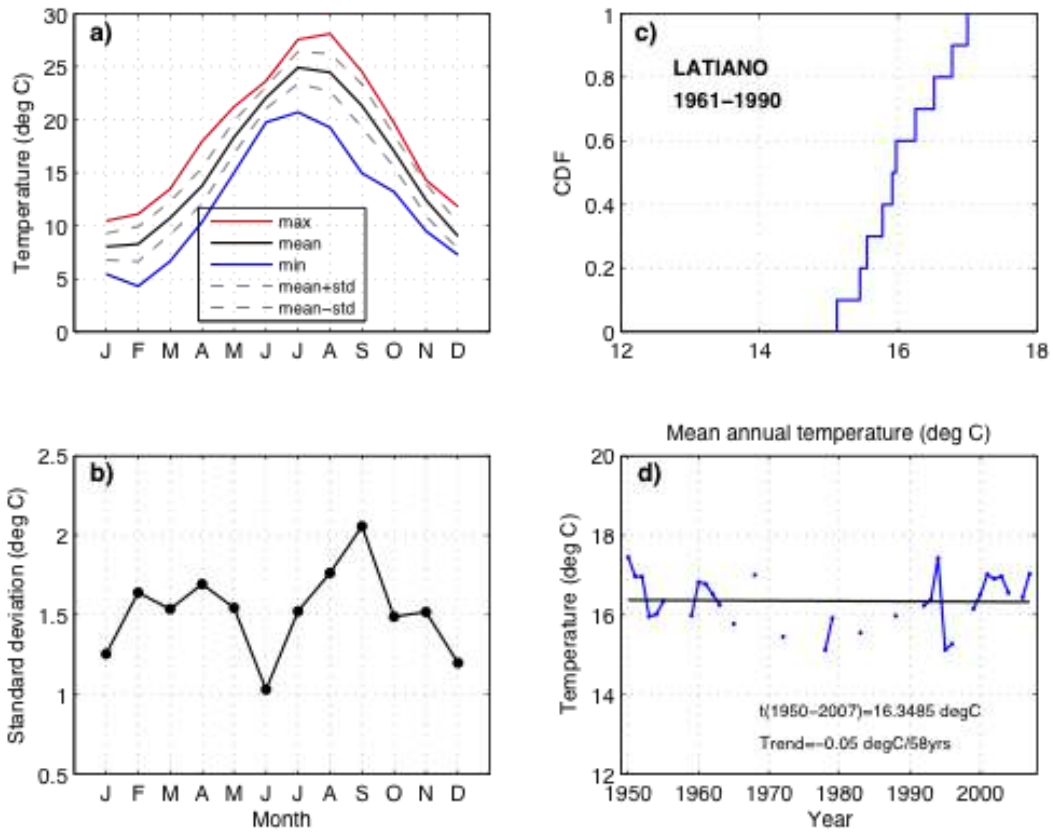 a)
Temperature (deg C)
30
25
20
15
10
5
0
max
mean
min
mean+std
mean−std
J F M A M J J A S O N D
c)
LATIANO
1961−1990
CDF
1
0.8
0.6
0.4
0.2
0
12 14 16 18
b)
Standard deviation (deg C)
2.5
2
1.5
1
0.5
J F M A M J J A S O N D
Month
Mean annual temperature (deg C)
d)
Temperature (deg C)
20
18
16
14
12
t(1950−2007)=16.3485 degC
Trend=−0.05 degC/58yrs
1950 1960 1970 1980 1990 2000
Year